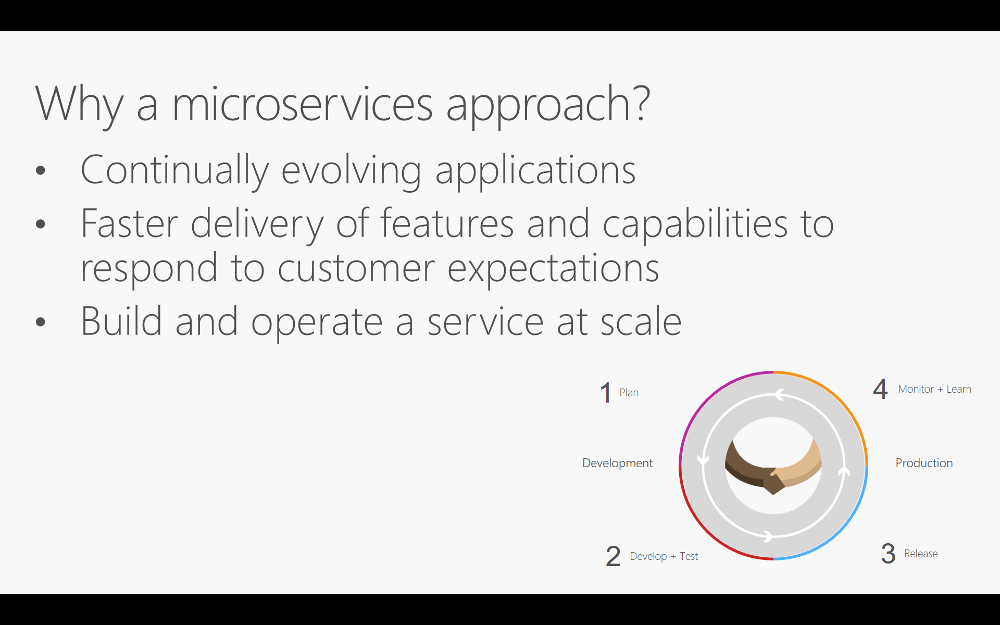 Why a microservices approach?
• Continually evolving applications
• Faster delivery of features and capabilities to
respond to customer expectations
• Build and operate a service at scale
1 Plan
4 Monitor + Learn
Development
Production
2 Develop + Test
3 Release